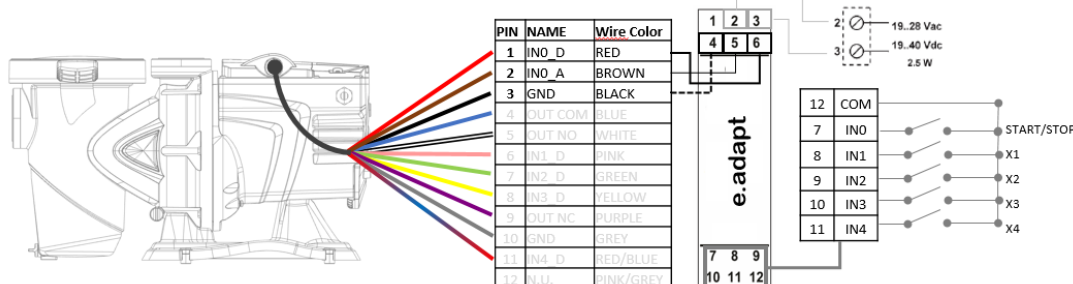 PIN NAME Wire Color
1 IN0_D RED
2 IN0_A BROWN
3 GND BLACK
4 OUT COM BLUE
5 OUT NO WHITE
6 IN1_D PINK
7 IN2_D GREEN
8 IN3_D YELLOW
9 OUT NC PURPLE
10 GND GREY
11 IN4_D RED/BLUE
12 N.U. PINK/GREY
1 2 3
4 5 6
e.adapt
7 8 9
10 11 12
2 19..28 Vac
3 19..40 Vdc
2.5 W
12 COM
7 IN0 START/STOP
8 IN1 X1
9 IN2 X2
10 IN3 X3
11 IN4 X4